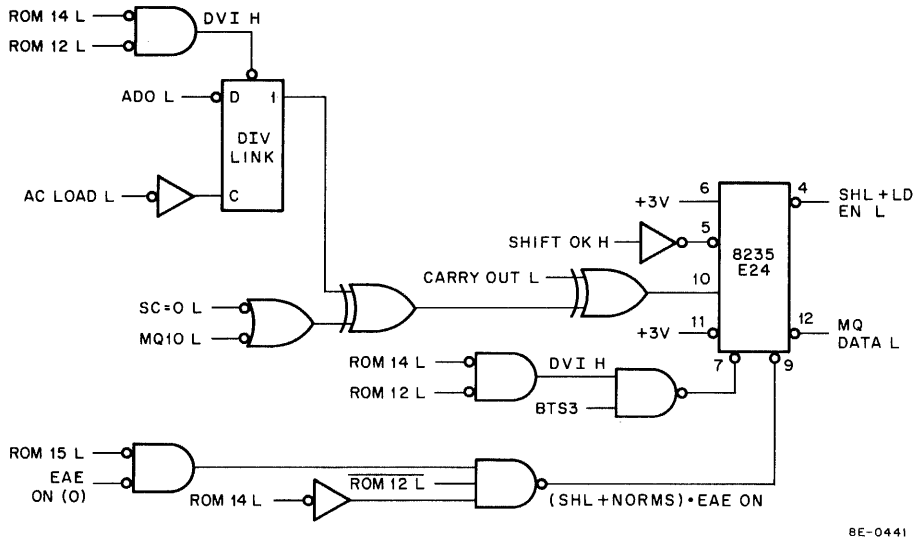 ROM 14 L
ROM 12 L
DVI H
ADO L
D 1
DIV
LINK
AC LOAD L
C
SC=0 L
MQ10 L
SHIFT OK H
CARRY OUT L
+3V
6
5
10
+3V
11
8235
E24
4
SHL + LD
EN L
12
MQ
DATA L
7
9
ROM 14 L
ROM 12 L
DVI H
BTS3
ROM 15 L
EAE
ON (0)
ROM 14 L
ROM 12 L
(SHL+NORMS)•EAE ON
8E-0441